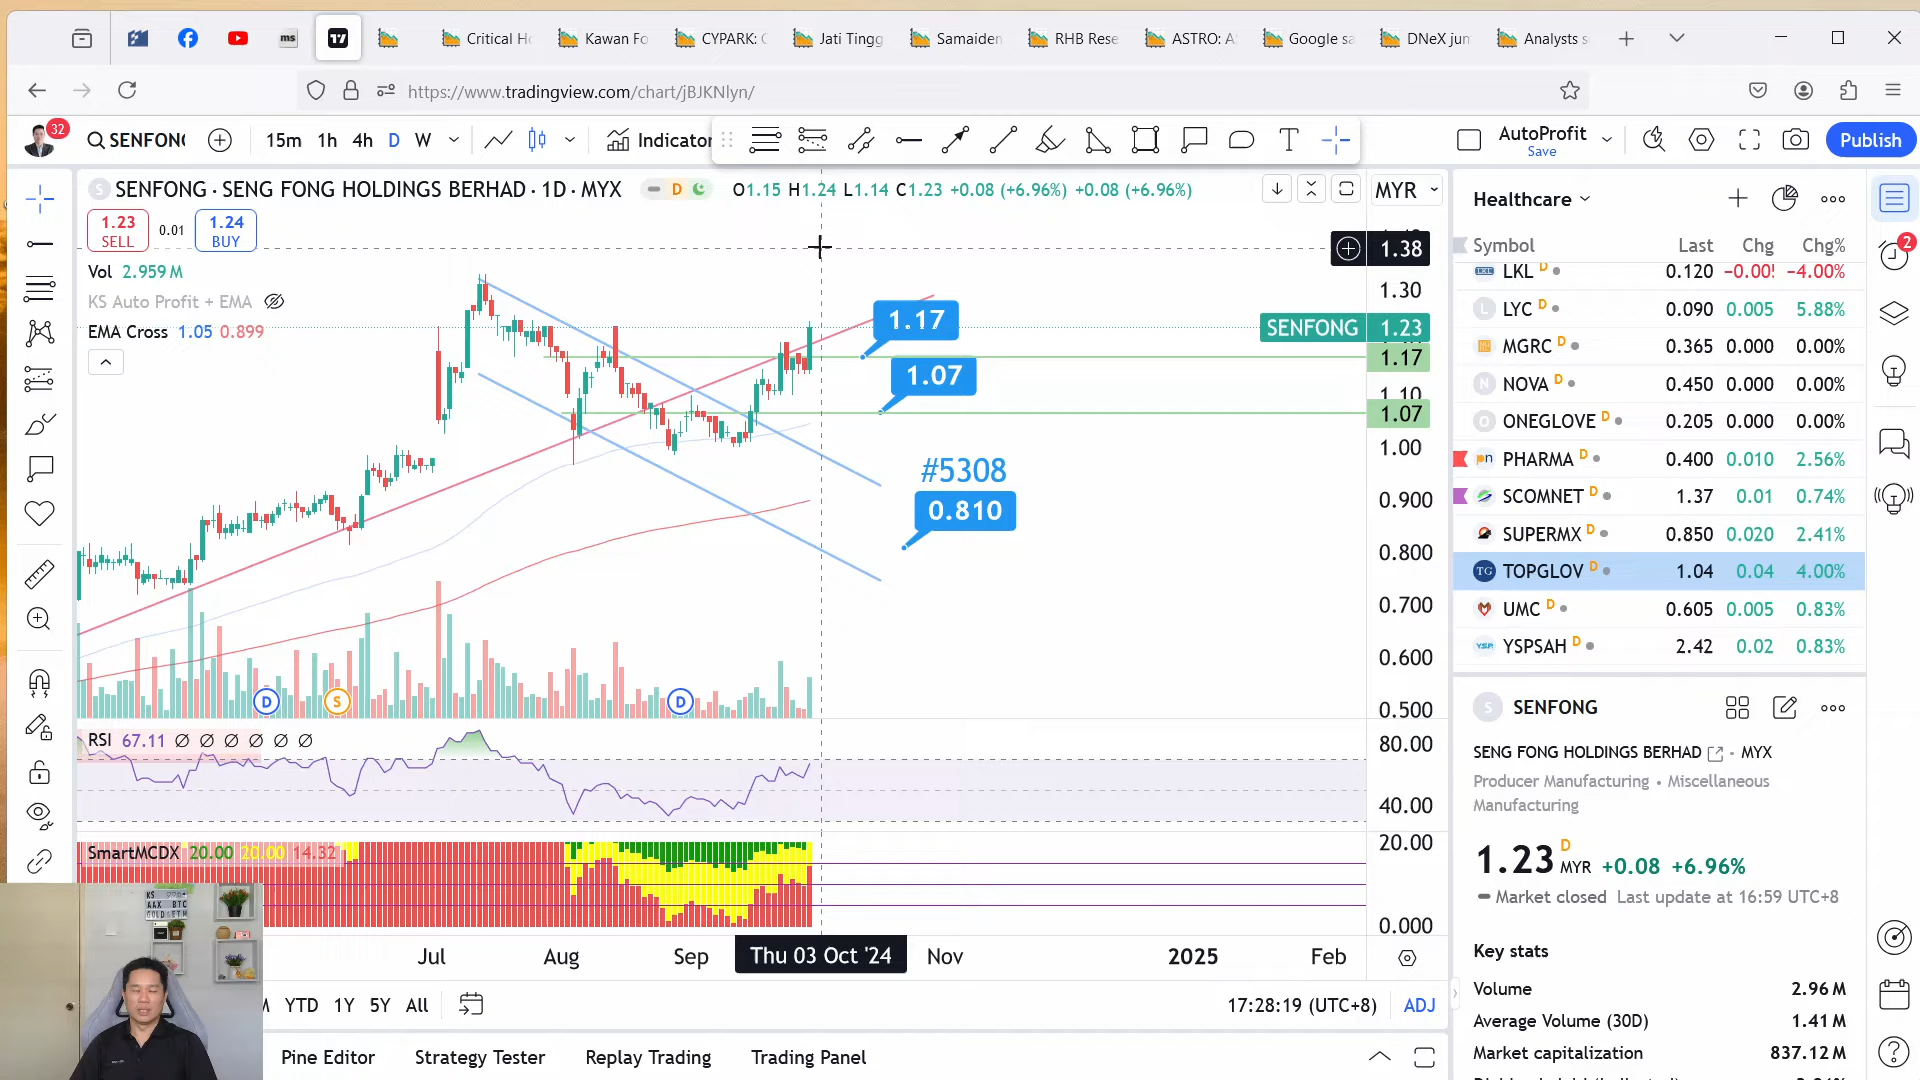 ms
Critical H
Kawan Fo
CYPARK: C
Jati Tingg
Samaiden
RHB Rese
ASTRO: A
Google sa
DNeX jun
Analysts s
https://www.tradingview.com/chart/jBJKNlyn/
32
SENFONG
15m 1h 4h D W
Indicator
T
AutoProfit
Save
Publish
SENFONG · SENG FONG HOLDINGS BERHAD · 1D · MYX
D
O1.15 H1.24 L1.14 C1.23 +0.08 (+6.96%) +0.08 (+6.96%)
MYR
1.23
SELL
0.01
1.24
BUY
Vol 2.959 M
KS Auto Profit + EMA
EMA Cross 1.05 0.899
1.17
1.07
#5308
0.810
1.38
1.30
SENFONG 1.23
1.17
1.10
1.07
1.00
0.900
0.800
0.700
0.600
0.500
D
S
D
RSI 67.11 Ø Ø Ø Ø Ø Ø
80.00
40.00
SmartMCDX 20.00 20.00 14.32
20.00
0.000
Jul
Aug
Sep
Thu 03 Oct '24
Nov
2025
Feb
YTD 1Y 5Y All
17:28:19 (UTC+8)
ADJ
Pine Editor
Strategy Tester
Replay Trading
Trading Panel
KS
AAX BTC
GOLD&ETM
Healthcare
Symbol Last Chg Chg%
LKL D 0.120 −0.00! −4.00%
LYC D 0.090 0.005 5.88%
MGRC D 0.365 0.000 0.00%
NOVA D 0.450 0.000 0.00%
ONEGLOVE D 0.205 0.000 0.00%
PHARMA D 0.400 0.010 2.56%
SCOMNET D 1.37 0.01 0.74%
SUPERMX D 0.850 0.020 2.41%
TG TOPGLOV D 1.04 0.04 4.00%
UMC D 0.605 0.005 0.83%
YSPSAH D 2.42 0.02 0.83%
S SENFONG
SENG FONG HOLDINGS BERHAD · MYX
Producer Manufacturing • Miscellaneous
Manufacturing
1.23 D MYR +0.08 +6.96%
Market closed Last update at 16:59 UTC+8
Key stats
Volume 2.96 M
Average Volume (30D) 1.41 M
Market capitalization 837.12 M
2